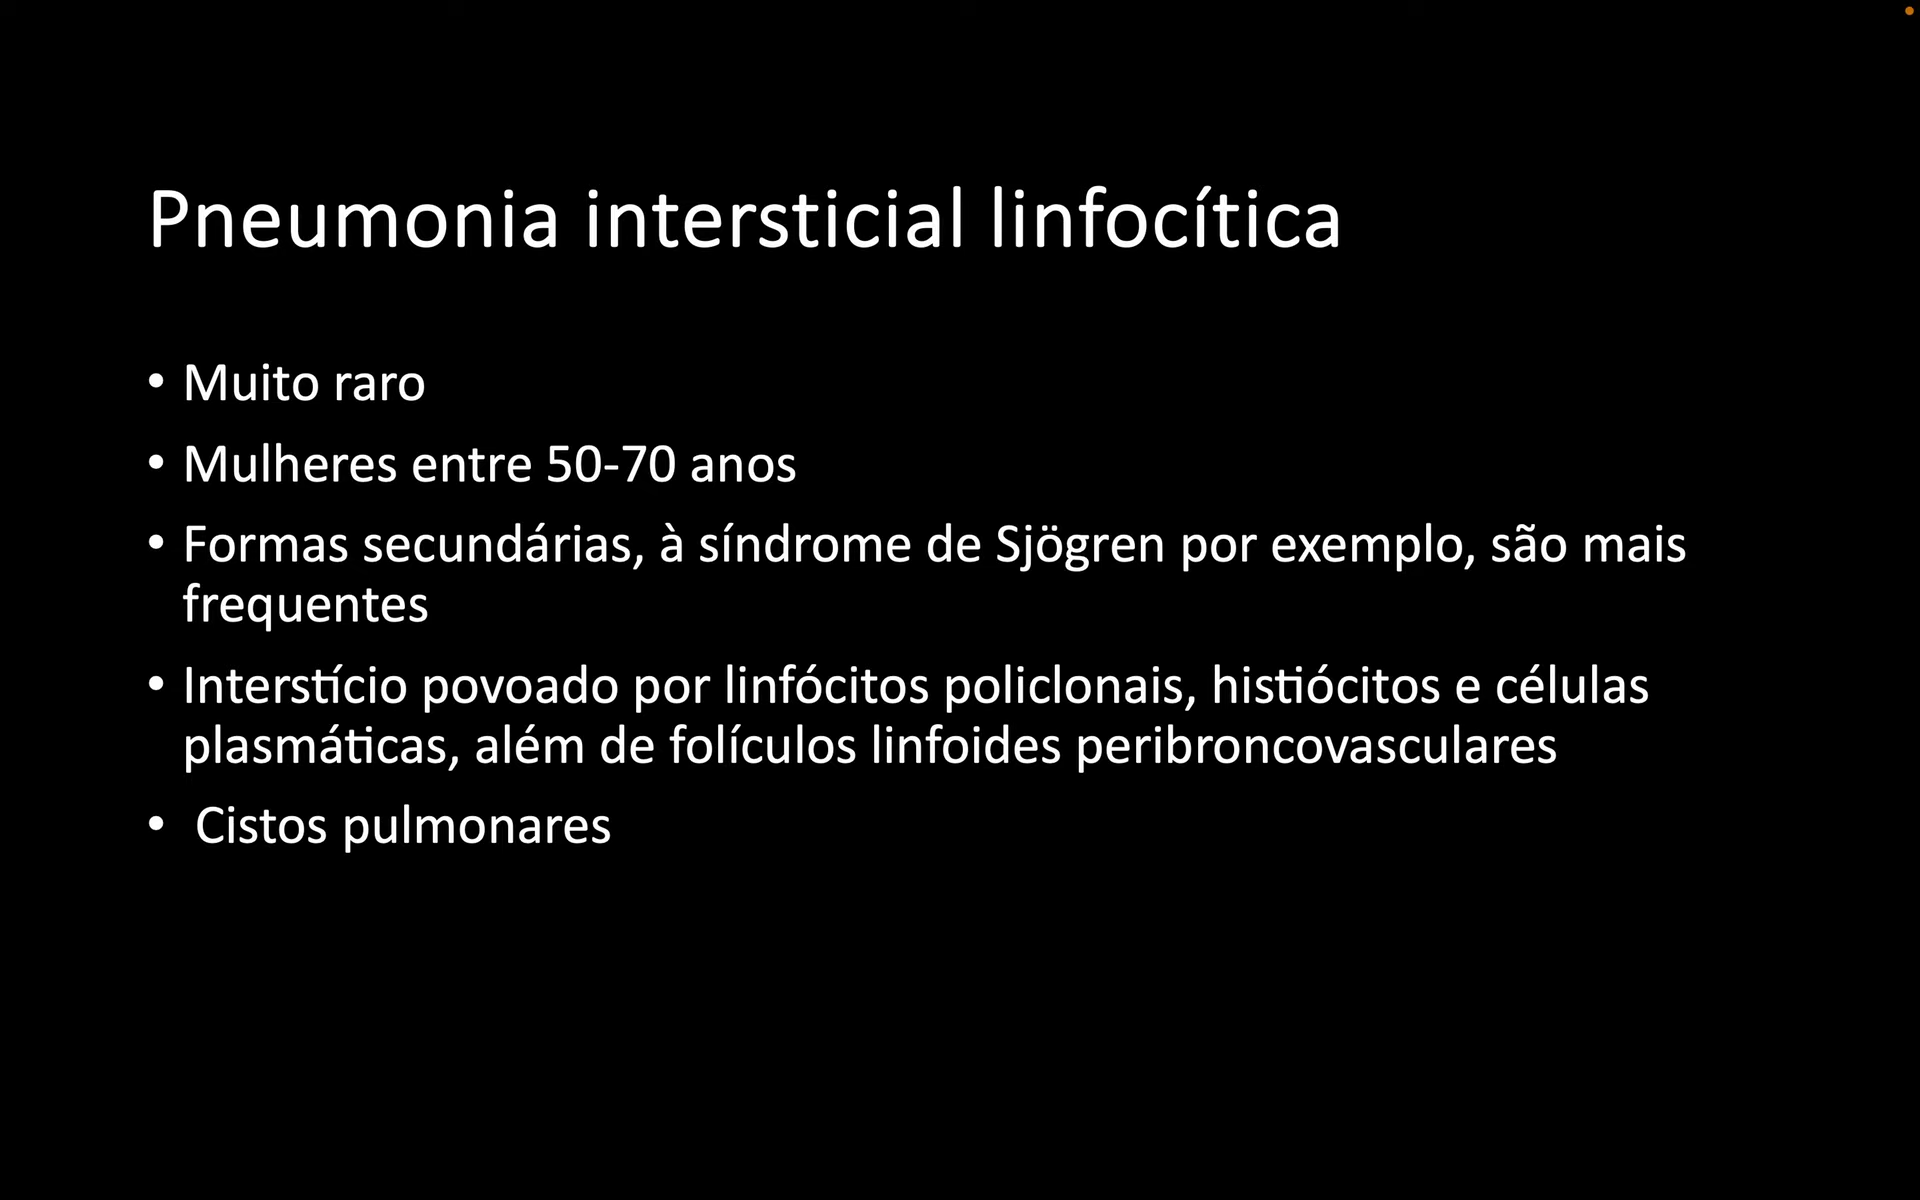 Pneumonia intersticial linfocítica
• Muito raro
• Mulheres entre 50-70 anos
• Formas secundárias, à síndrome de Sjögren por exemplo, são mais
frequentes
• Interstício povoado por linfócitos policlonais, histiócitos e células
plasmáticas, além de folículos linfoides peribroncovasculares
• Cistos pulmonares